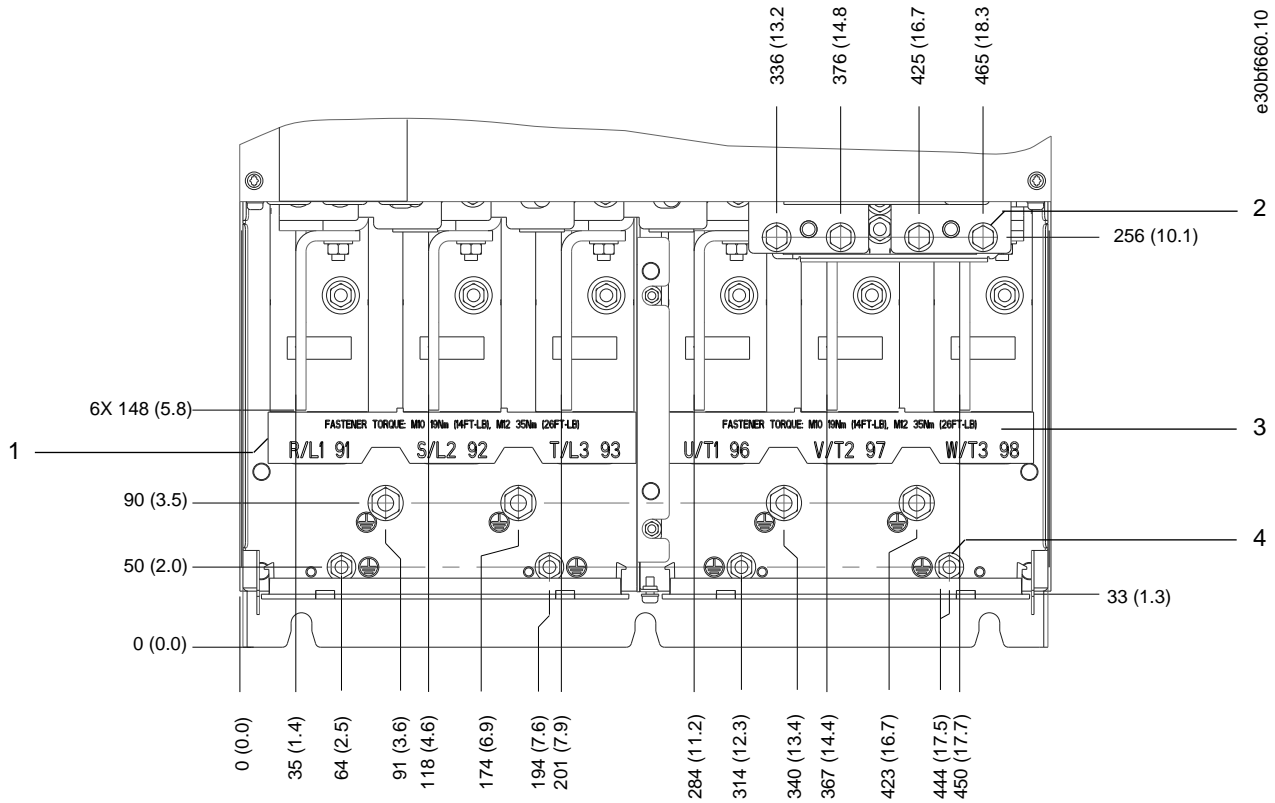 336 (13.2
376 (14.8
425 (16.7
465 (18.3
e30bf660.10
2
256 (10.1)
6X 148 (5.8)
FASTENER TORQUE: M10 19Nm (14FT-LB), M12 35Nm (26FT-LB)
FASTENER TORQUE: M10 19Nm (14FT-LB), M12 35Nm (26FT-LB)
3
1
R/L1 91
S/L2 92
T/L3 93
U/T1 96
V/T2 97
W/T3 98
90 (3.5)
4
50 (2.0)
33 (1.3)
0 (0.0)
0 (0.0)
35 (1.4)
64 (2.5)
91 (3.6)
118 (4.6)
174 (6.9)
194 (7.6)
201 (7.9)
284 (11.2)
314 (12.3)
340 (13.4)
367 (14.4)
423 (16.7)
444 (17.5)
450 (17.7)